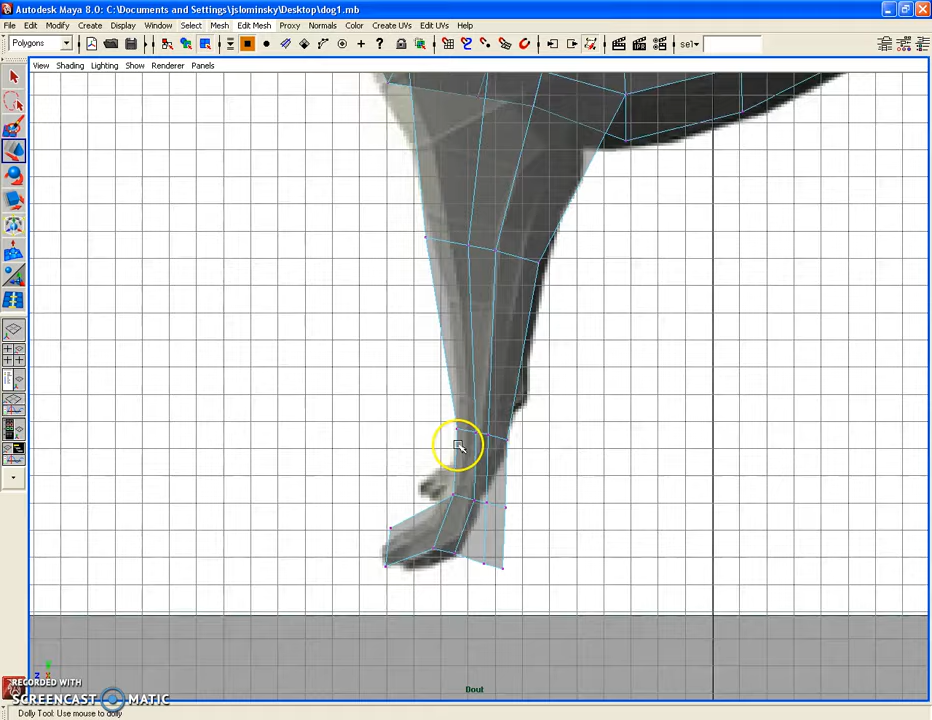 Autodesk Maya 8.0: C:\Documents and Settings\jslominsky\Desktop\dog1.mb
File Edit Modify Create Display Window Select Mesh Edit Mesh Proxy Normals Color Create UVs Edit UVs Help
Polygons
sel
View Shading Lighting Show Renderer Panels
RECORDED WITH
SCREENCAST MATIC
Dolly Tool: Use mouse to dolly